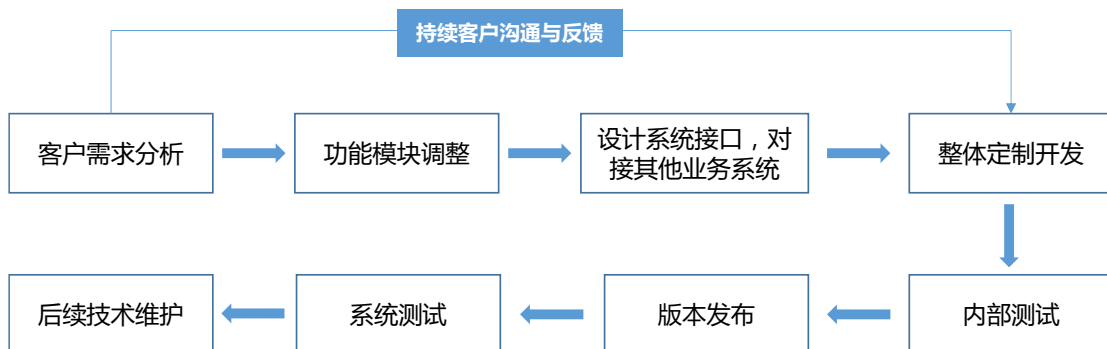 持续客户沟通与反馈
客户需求分析
功能模块调整
设计系统接口，对
接其他业务系统
整体定制开发
后续技术维护
系统测试
版本发布
内部测试